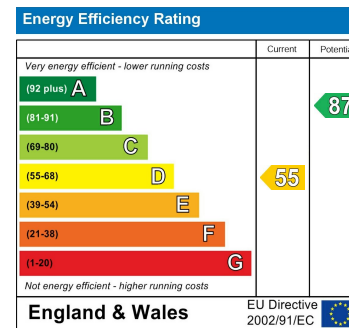 Energy Efficiency Rating
Current Potentia
Very energy efficient - lower running costs
(92 plus) A
(81-91) B
87
(69-80) C
(55-68) D
55
(39-54) E
(21-38) F
(1-20) G
Not energy efficient - higher running costs
England & Wales
EU Directive
2002/91/EC